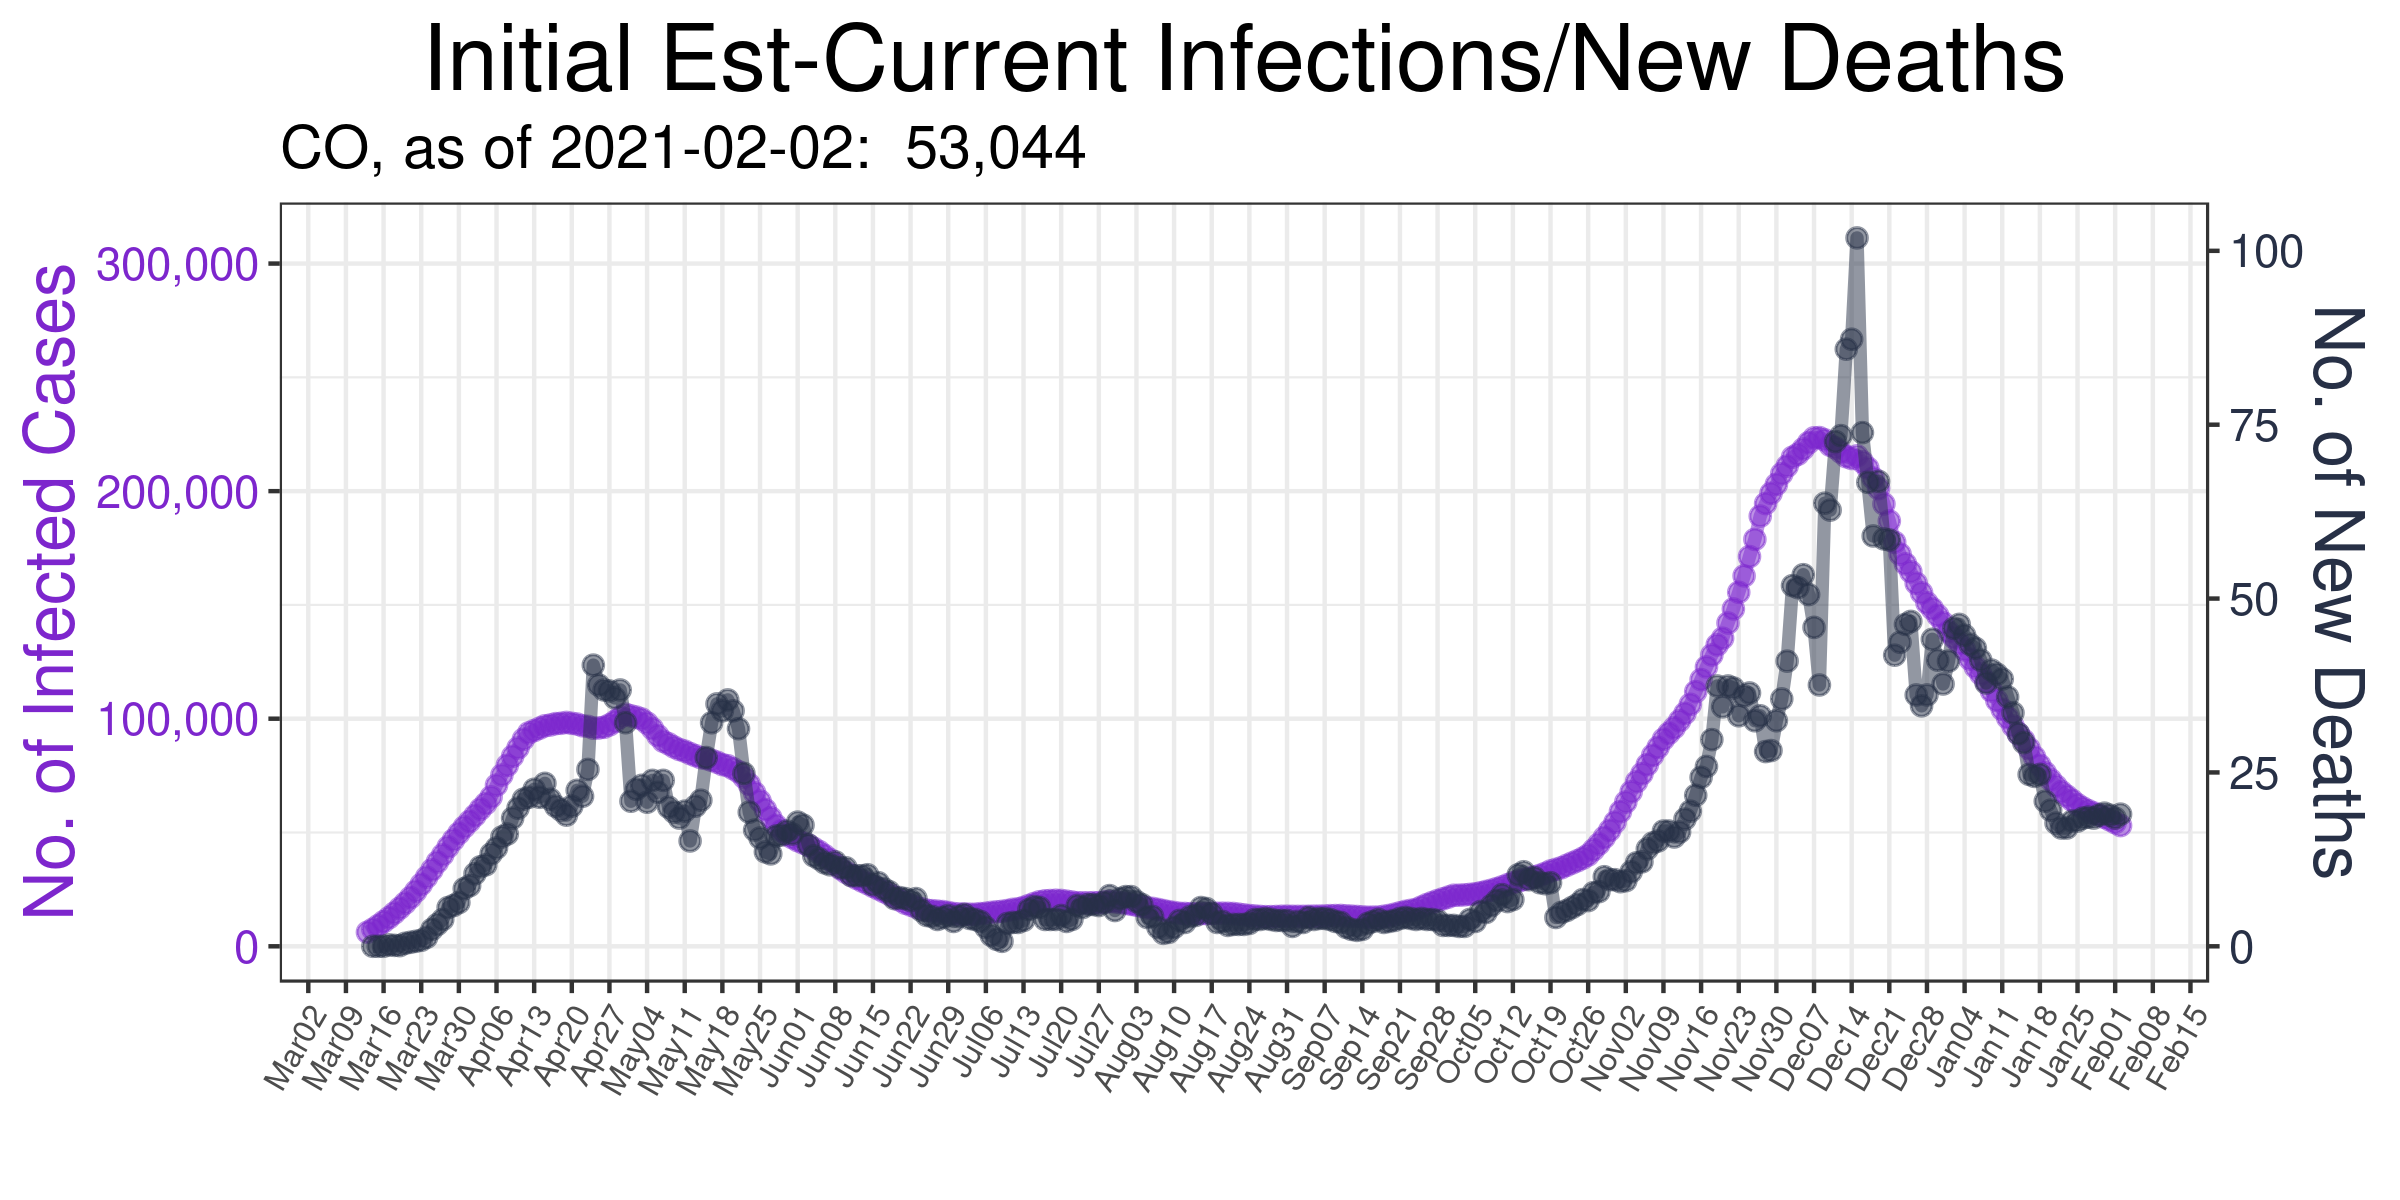 Initial Est-Current Infections/New Deaths
CO, as of 2021-02-02:  53,044
No. of Infected Cases
300,000
200,000
100,000
0
100
75
50
25
0
No. of New Deaths
Mar02
Mar09
Mar16
Mar23
Mar30
Apr06
Apr13
Apr20
Apr27
May04
May11
May18
May25
Jun01
Jun08
Jun15
Jun22
Jun29
Jul06
Jul13
Jul20
Jul27
Aug03
Aug10
Aug17
Aug24
Aug31
Sep07
Sep14
Sep21
Sep28
Oct05
Oct12
Oct19
Oct26
Nov02
Nov09
Nov16
Nov23
Nov30
Dec07
Dec14
Dec21
Dec28
Jan04
Jan11
Jan18
Jan25
Feb01
Feb08
Feb15